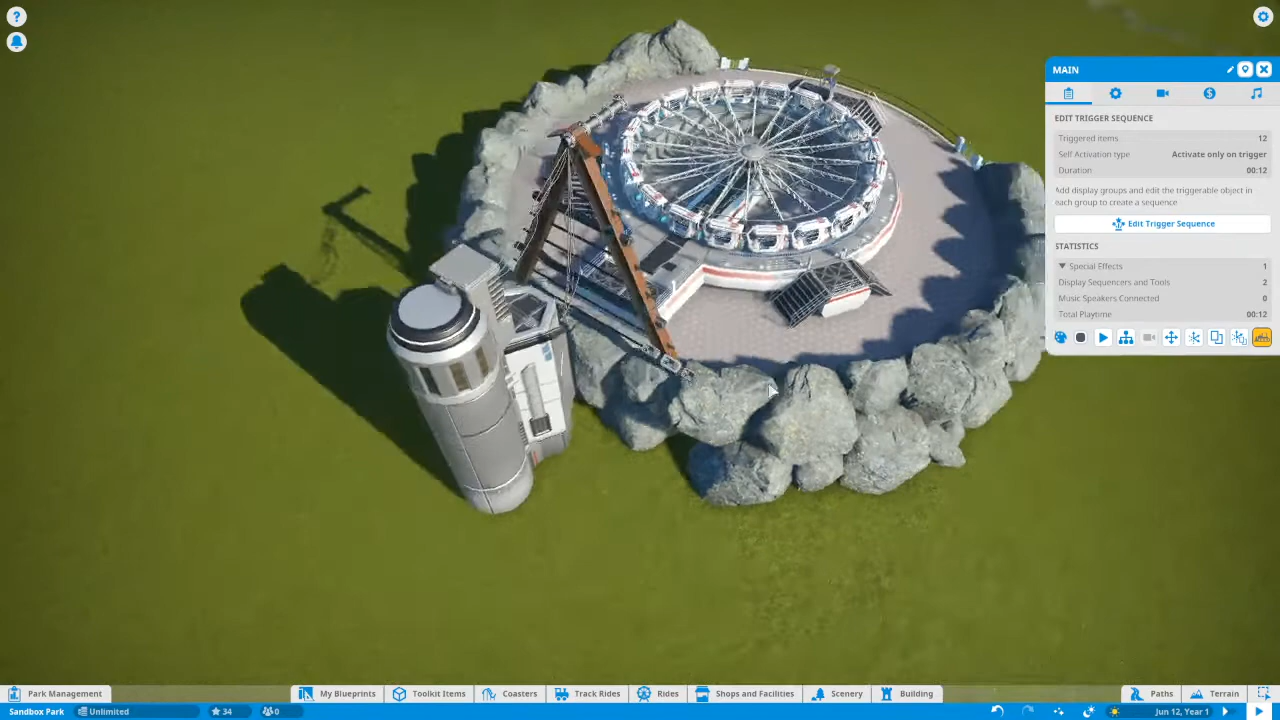 ?
MAIN
EDIT TRIGGER SEQUENCE
Triggered items 12
Self Activation type Activate only on trigger
Duration 00:12
Add display groups and edit the triggerable object in
each group to create a sequence
Edit Trigger Sequence
STATISTICS
Special Effects 1
Display Sequencers and Tools 2
Music Speakers Connected 0
Total Playtime 00:12
Park Management My Blueprints Toolkit Items Coasters Track Rides Rides Shops and Facilities Scenery Building Paths Terrain
Sandbox Park Unlimited 34 0 Jun 12, Year 1